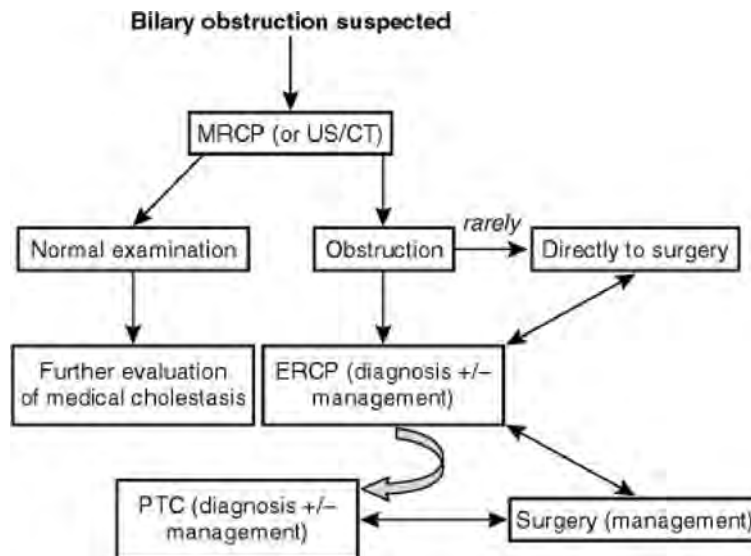 Bilary obstruction suspected
MRCP (or US/CT)
rarely
Normal examination
Obstruction
Directly to surgery
Further evaluation
of medical cholestasis
ERCP (diagnosis +/–
management)
PTC (diagnosis +/–
management)
Surgery (management)